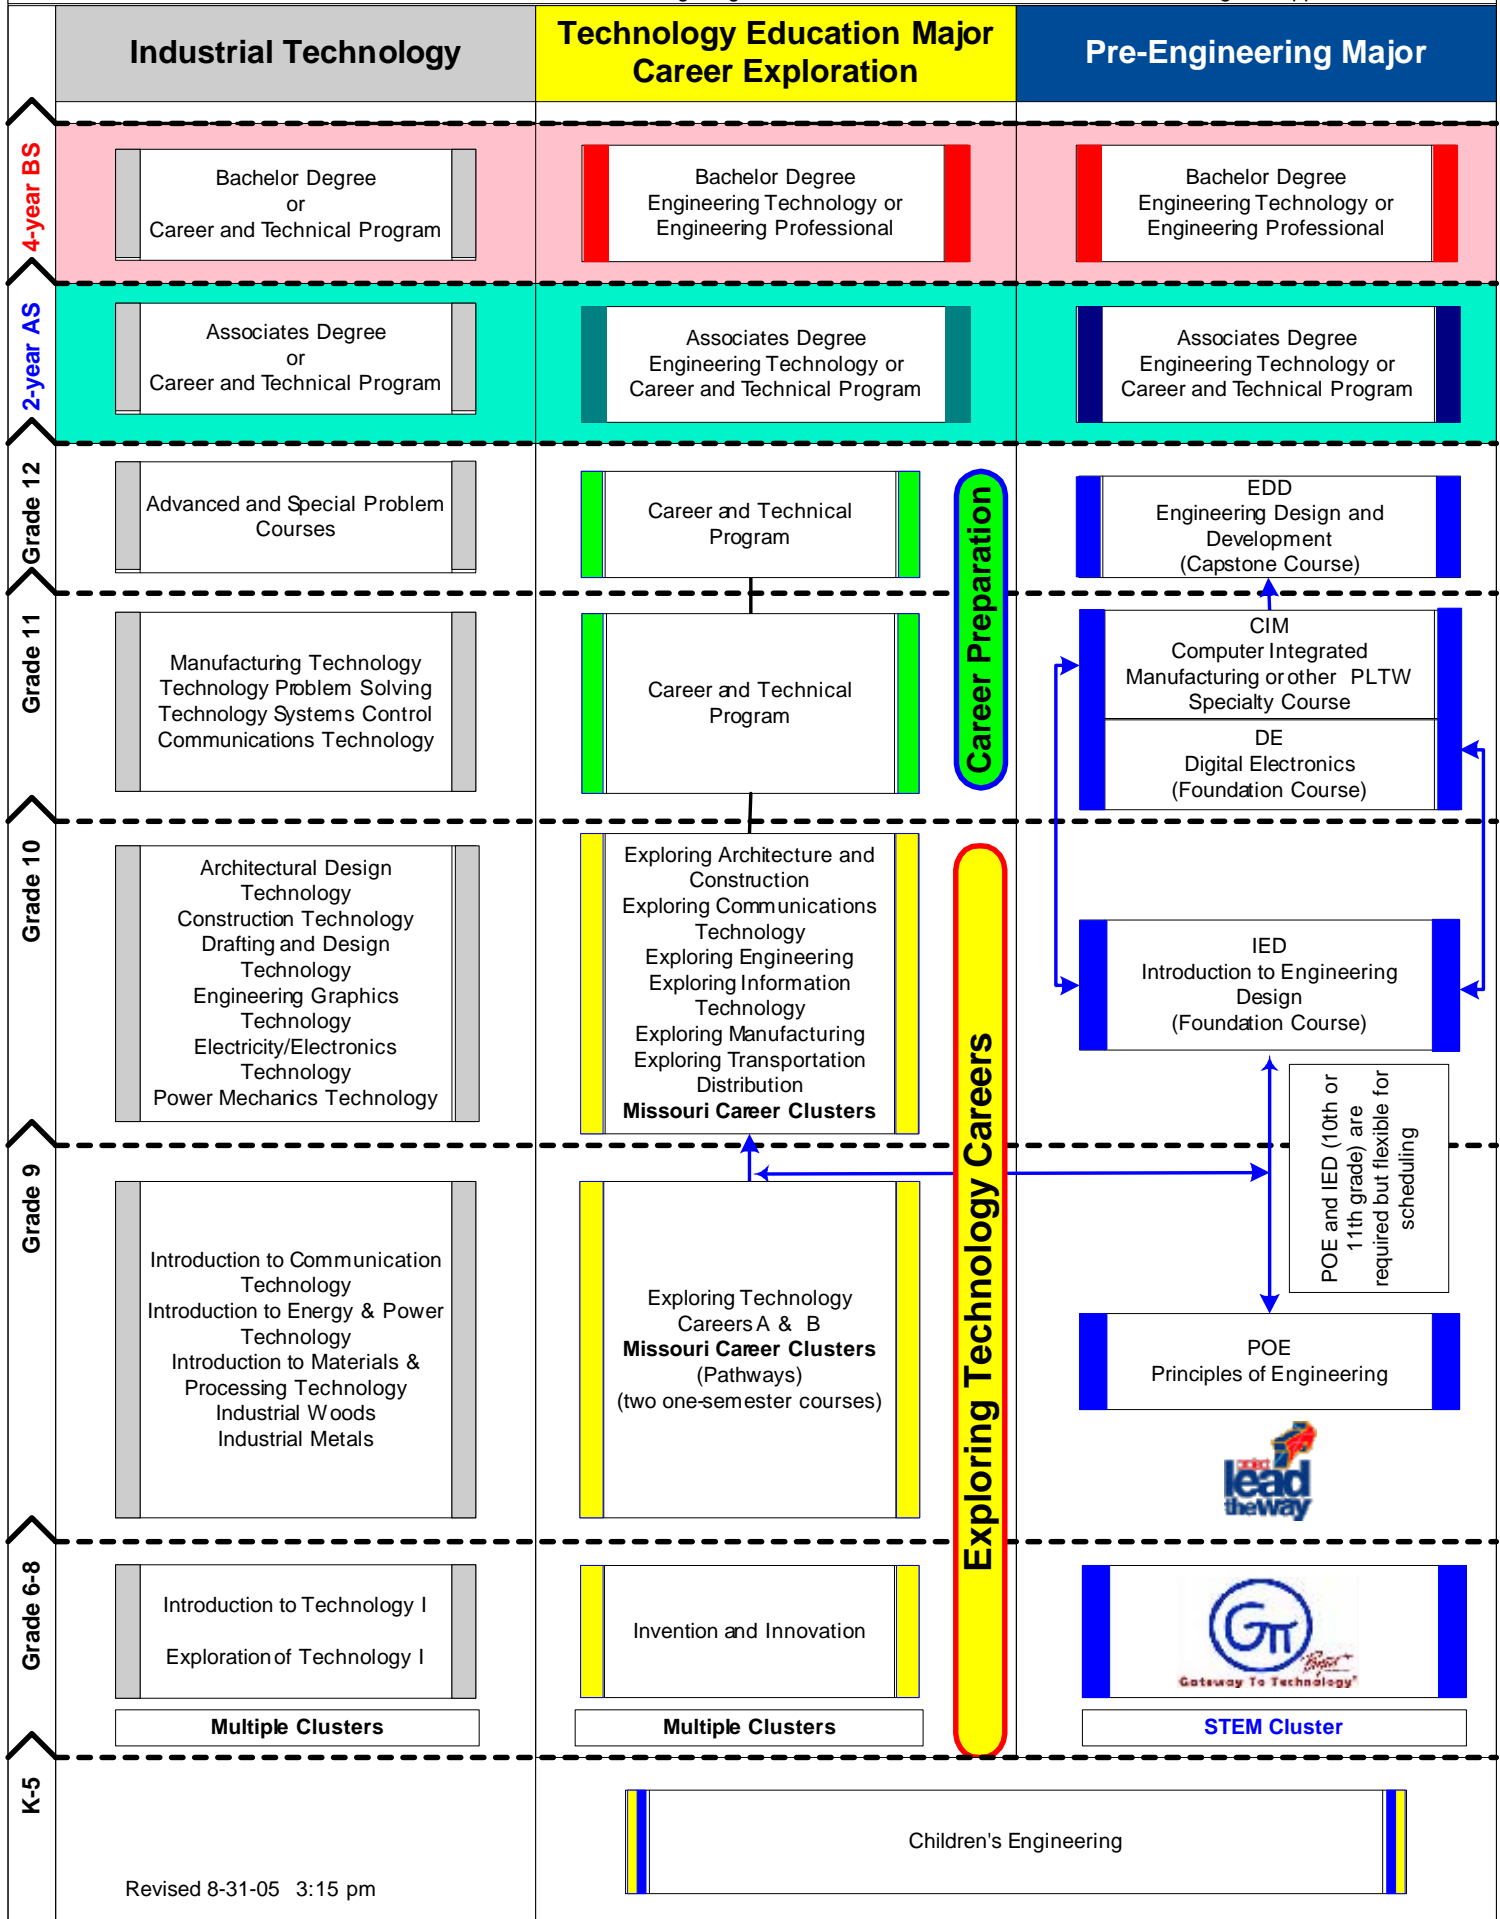 Industrial Technology
Technology Education Major
Career Exploration
Pre-Engineering Major
4-year BS
Bachelor Degree
or
Career and Technical Program
Bachelor Degree
Engineering Technology or
Engineering Professional
Bachelor Degree
Engineering Technology or
Engineering Professional
2-year AS
Associates Degree
or
Career and Technical Program
Associates Degree
Engineering Technology or
Career and Technical Program
Associates Degree
Engineering Technology or
Career and Technical Program
Grade 12
Advanced and Special Problem
Courses
Career and Technical
Program
Career Preparation
EDD
Engineering Design and
Development
(Capstone Course)
Grade 11
Manufacturing Technology
Technology Problem Solving
Technology Systems Control
Communications Technology
Career and Technical
Program
CIM
Computer Integrated
Manufacturing or other PLTW
Specialty Course
DE
Digital Electronics
(Foundation Course)
Grade 10
Architectural Design
Technology
Construction Technology
Drafting and Design
Technology
Engineering Graphics
Technology
Electricity/Electronics
Technology
Power Mechanics Technology
Exploring Architecture and
Construction
Exploring Communications
Technology
Exploring Engineering
Exploring Information
Technology
Exploring Manufacturing
Exploring Transportation
Distribution
Missouri Career Clusters
Exploring Technology Careers
IED
Introduction to Engineering
Design
(Foundation Course)
POE and IED (10th or
11th grade) are
required but flexible for
scheduling
Grade 9
Introduction to Communication
Technology
Introduction to Energy & Power
Technology
Introduction to Materials &
Processing Technology
Industrial Woods
Industrial Metals
Exploring Technology
Careers A & B
Missouri Career Clusters
(Pathways)
(two one-semester courses)
POE
Principles of Engineering
project
lead
the way
Grade 6-8
Introduction to Technology I
Exploration of Technology I
Invention and Innovation
Gateway To Technology
Multiple Clusters
Multiple Clusters
STEM Cluster
K-5
Children's Engineering
Revised 8-31-05 3:15 pm